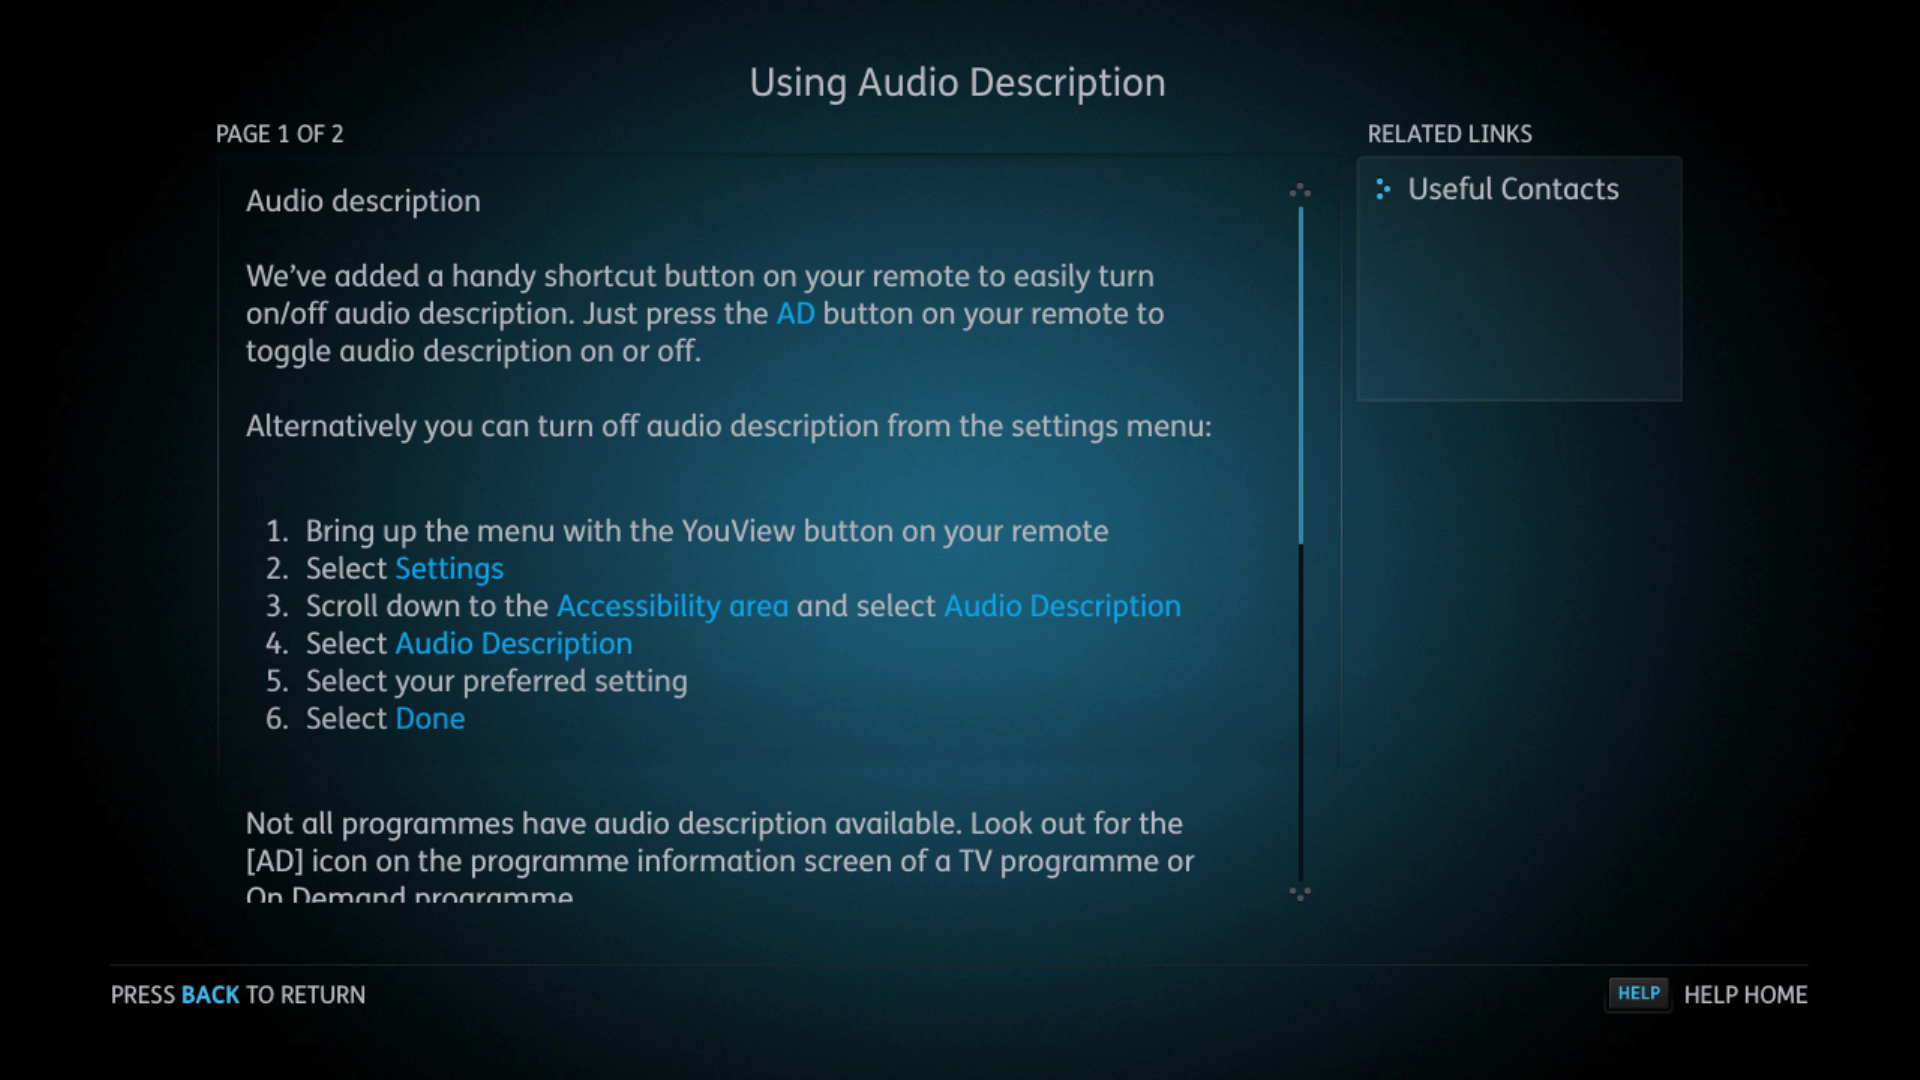 Using Audio Description
PAGE 1 OF 2
RELATED LINKS
Useful Contacts
Audio description
We've added a handy shortcut button on your remote to easily turn
on/off audio description. Just press the AD button on your remote to
toggle audio description on or off.
Alternatively you can turn off audio description from the settings menu:
1. Bring up the menu with the YouView button on your remote
2. Select Settings
3. Scroll down to the Accessibility area and select Audio Description
4. Select Audio Description
5. Select your preferred setting
6. Select Done
Not all programmes have audio description available. Look out for the
[AD] icon on the programme information screen of a TV programme or
On Demand programme
PRESS BACK TO RETURN
HELP HELP HOME